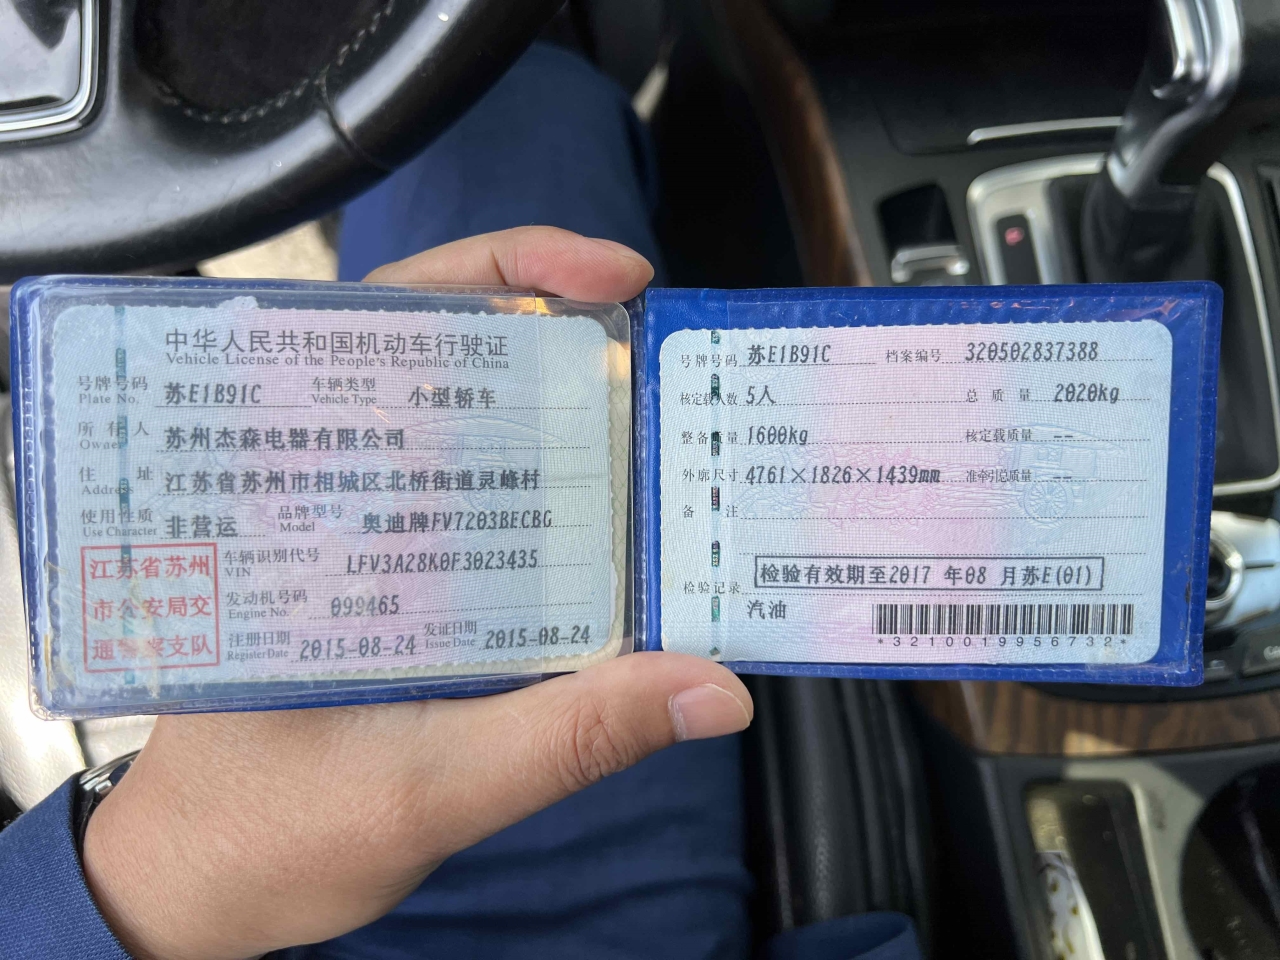 中华人民共和国机动车行驶证
Vehicle License of the People's Republic of China
号牌号码 Plate No. 苏E1B91C 车辆类型 Vehicle Type 小型轿车
所有人 Owner 苏州杰森电器有限公司
住址 Address 江苏省苏州市相城区北桥街道灵峰村
使用性质 Use Character 非营运 品牌型号 Model 奥迪牌FV7203BECBG
江苏省苏州
市公安局交
通警察支队
车辆识别代号 VIN LFV3A28K0F3023435
发动机号码 Engine No. 099465
注册日期 Register Date 2015-08-24 发证日期 Issue Date 2015-08-24
号牌号码 苏E1B91C 档案编号 320502837388
核定载人数 5人 总质量 2020kg
整备质量 1600kg 核定载质量 --
外廓尺寸 4761×1826×1439mm 准牵引总质量 --
备注
检验记录 检验有效期至2017 年08 月苏E(01)
汽油
*3210019956732*